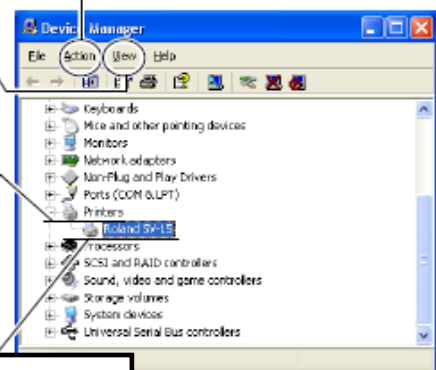 Device Manager
File Action View Help
Keyboards
Mice and other pointing devices
Monitors
Network adapters
Non-Plug and Play Drivers
Ports (COM & LPT)
Printers
Roland SV-15
Processors
SCSI and RAID controllers
Sound, video and game controllers
Storage volumes
System devices
Universal Serial Bus controllers